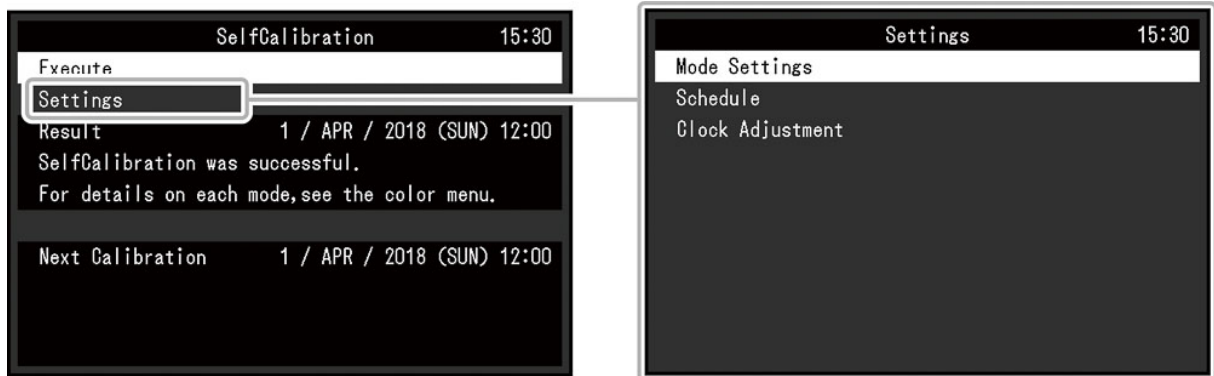 SelfCalibration 15:30
Execute
Settings
Result 1 / APR / 2018 (SUN) 12:00
SelfCalibration was successful.
For details on each mode,see the color menu.
Next Calibration 1 / APR / 2018 (SUN) 12:00
Settings 15:30
Mode Settings
Schedule
Clock Adjustment